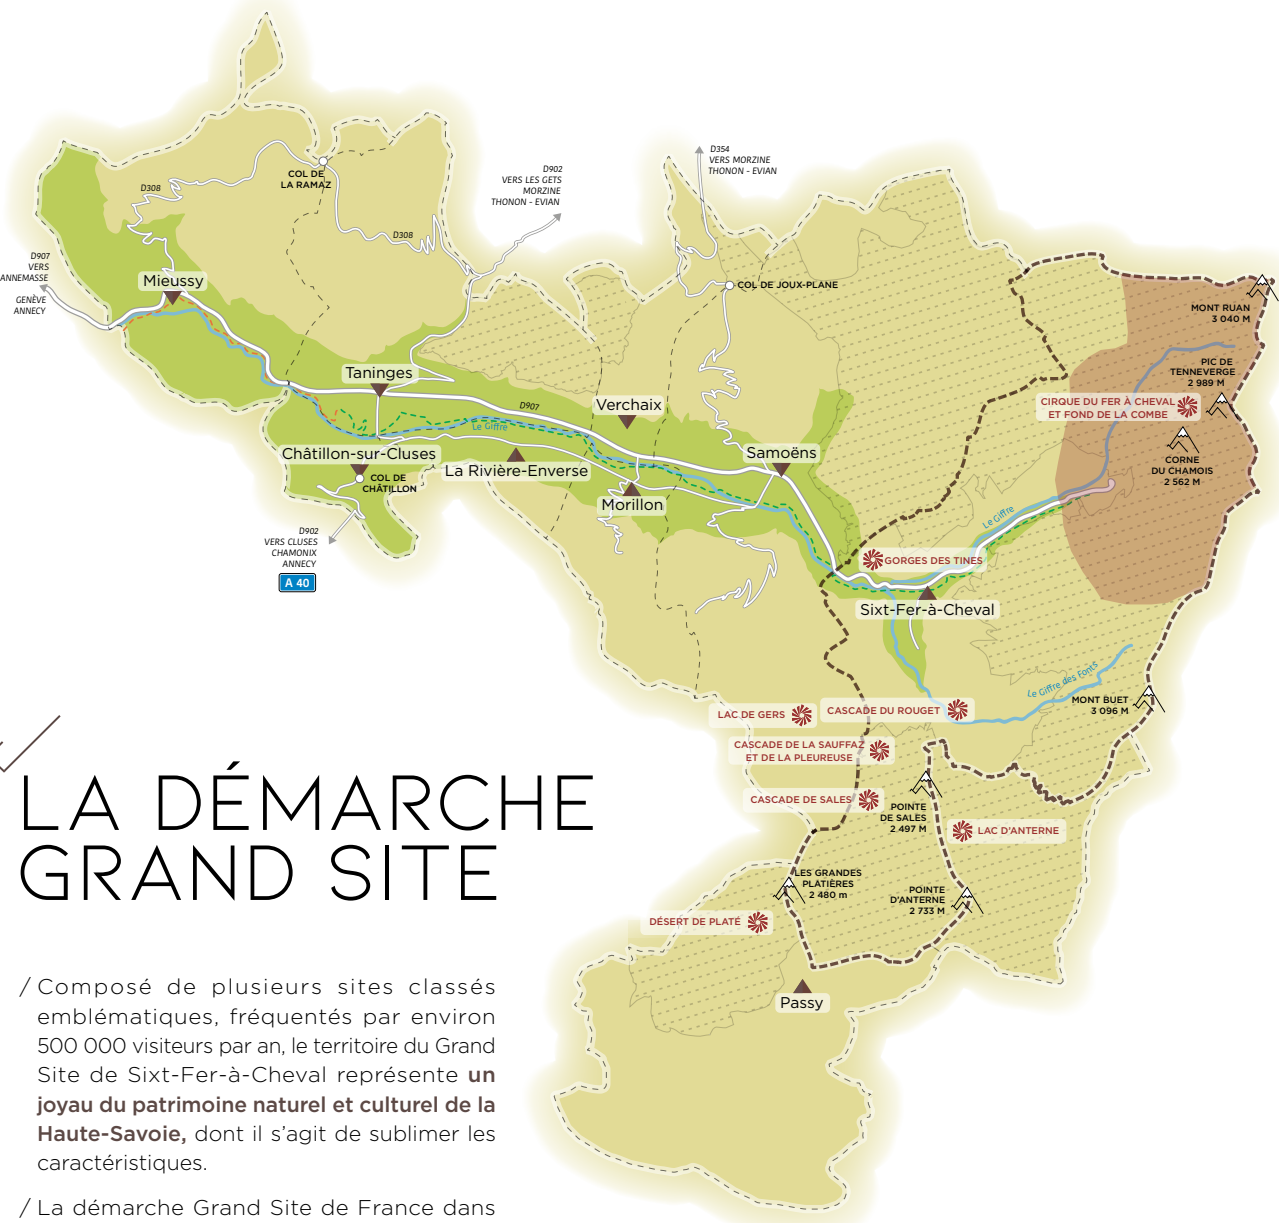 D354
VERS MORZINE
THONON - EVIAN
D902
VERS LES GETS
MORZINE
THONON - EVIAN
COL DE
LA RAMAZ
D308
D308
D907
VERS
ANNEMASSE
GENÈVE
ANNECY
Mieussy
COL DE JOUX-PLANE
MONT RUAN
3 040 M
PIC DE
TENNEVERGE
2 989 M
Taninges
D907
Verchaix
CIRQUE DU FER À CHEVAL
ET FOND DE LA COMBE
Le Giffre
Châtillon-sur-Cluses
COL DE
CHÂTILLON
La Rivière-Enverse
Samoëns
CORNE
DU CHAMOIS
2 562 M
Morillon
Le Giffre
D902
VERS CLUSES
CHAMONIX
ANNECY
A 40
GORGES DES TINES
Sixt-Fer-à-Cheval
Le Giffre des Fonts
MONT BUET
3 096 M
LAC DE GERS
CASCADE DU ROUGET
CASCADE DE LA SAUFFAZ
ET DE LA PLEUREUSE
CASCADE DE SALES
POINTE
DE SALES
2 497 M
LAC D'ANTERNE
LES GRANDES
PLATIÈRES
2 480 m
POINTE
D'ANTERNE
2 733 M
DÉSERT DE PLATÉ
Passy
LA DÉMARCHE
GRAND SITE
/ Composé de plusieurs sites classés
emblématiques, fréquentés par environ
500 000 visiteurs par an, le territoire du Grand
Site de Sixt-Fer-à-Cheval représente un
joyau du patrimoine naturel et culturel de la
Haute-Savoie, dont il s'agit de sublimer les
caractéristiques.
/ La démarche Grand Site de France dans